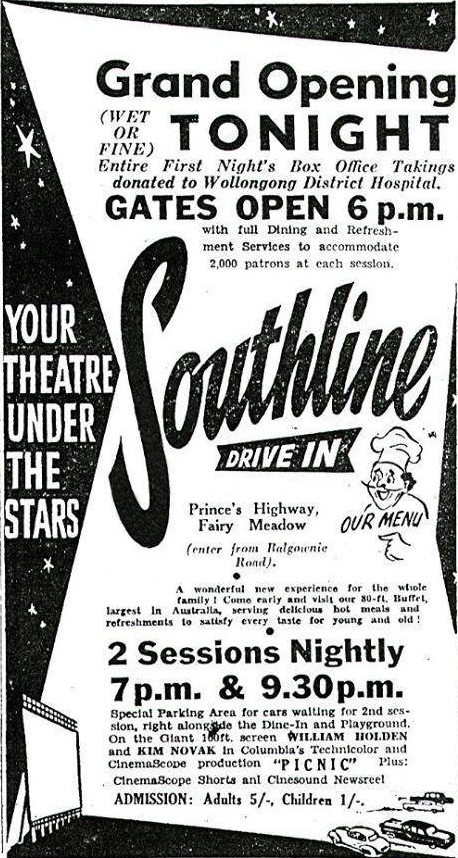 Grand Opening
(WET
OR
FINE)
TONIGHT
Entire First Night's Box Office Takings
donated to Wollongong District Hospital.
GATES OPEN 6 p.m.
with full Dining and Refresh-
ment Services to accommodate
2,000 patrons at each session.
YOUR
THEATRE
UNDER
THE
STARS
Southline
DRIVE IN
OUR MENU
Prince's Highway,
Fairy Meadow
(enter from Balgownie
Road).
A wonderful new experience for the whole
family! Come early and visit our 80-ft. Buffet,
largest in Australia, serving delicious hot meals and
refreshments to satisfy every taste for young and old!
2 Sessions Nightly
7 p.m. & 9.30 p.m.
Special Parking Area for cars waiting for 2nd ses-
sion, right alongside the Dine-In and Playground.
On the Giant ft. screen WILLIAM HOLDEN
and KIM NOVAK in Columbia's Technicolor and
CinemaScope production "PICNIC" Plus:
CinemaScope Shorts and Cinesound Newsreel
ADMISSION: Adults 5/-, Children 1/-.